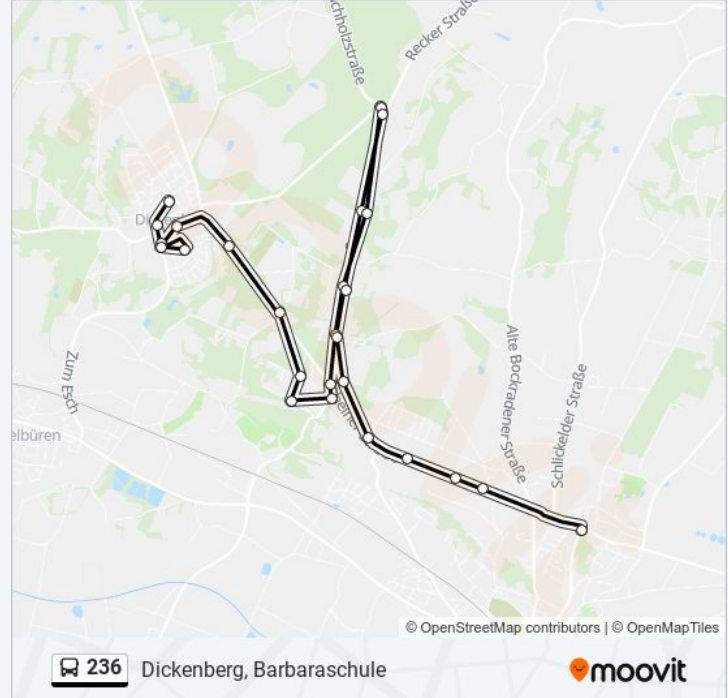 Recker Straße
Zum Esch
elbüren
Alte Bockradener Straße
Schlickelder Straße
© OpenStreetMap contributors | © OpenMapTiles
236
Dickenberg, Barbaraschule
moovit